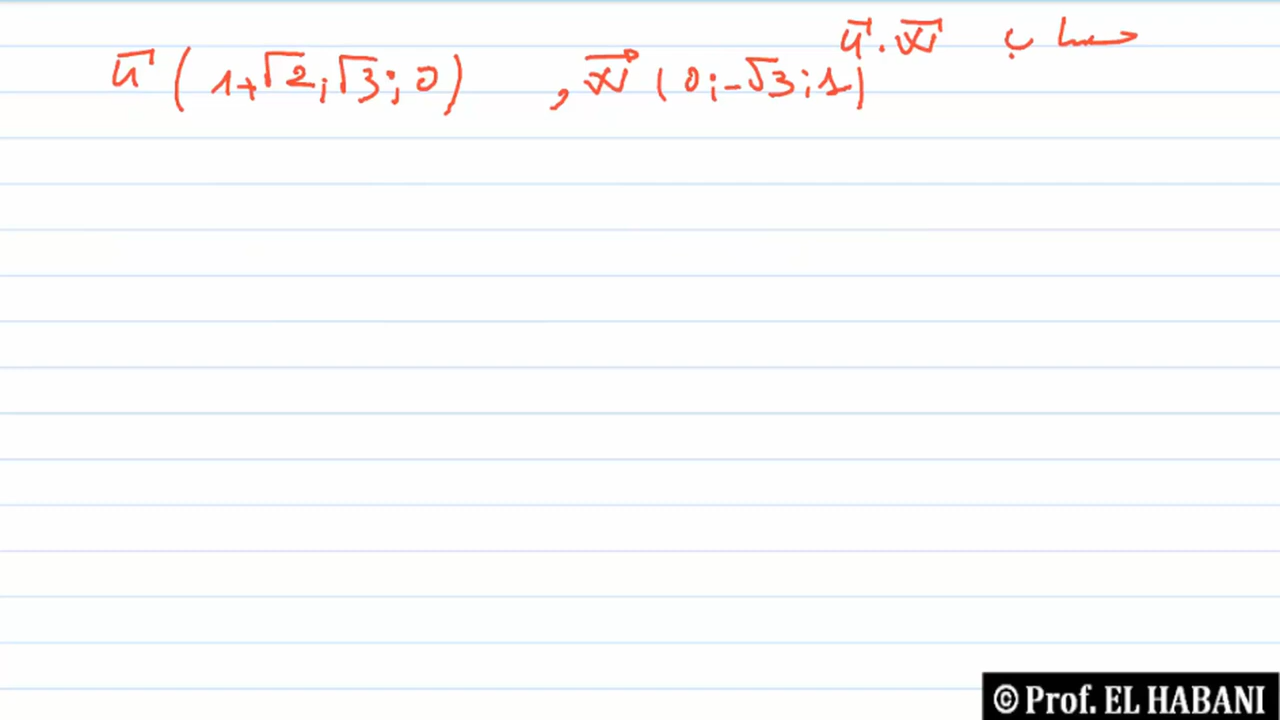 حساب u⃗ . w⃗
u⃗ ( 1+√2 ; √3 ; 0 ) , w⃗ ( 0 ; -√3 ; 1 )
© Prof. EL HABANI